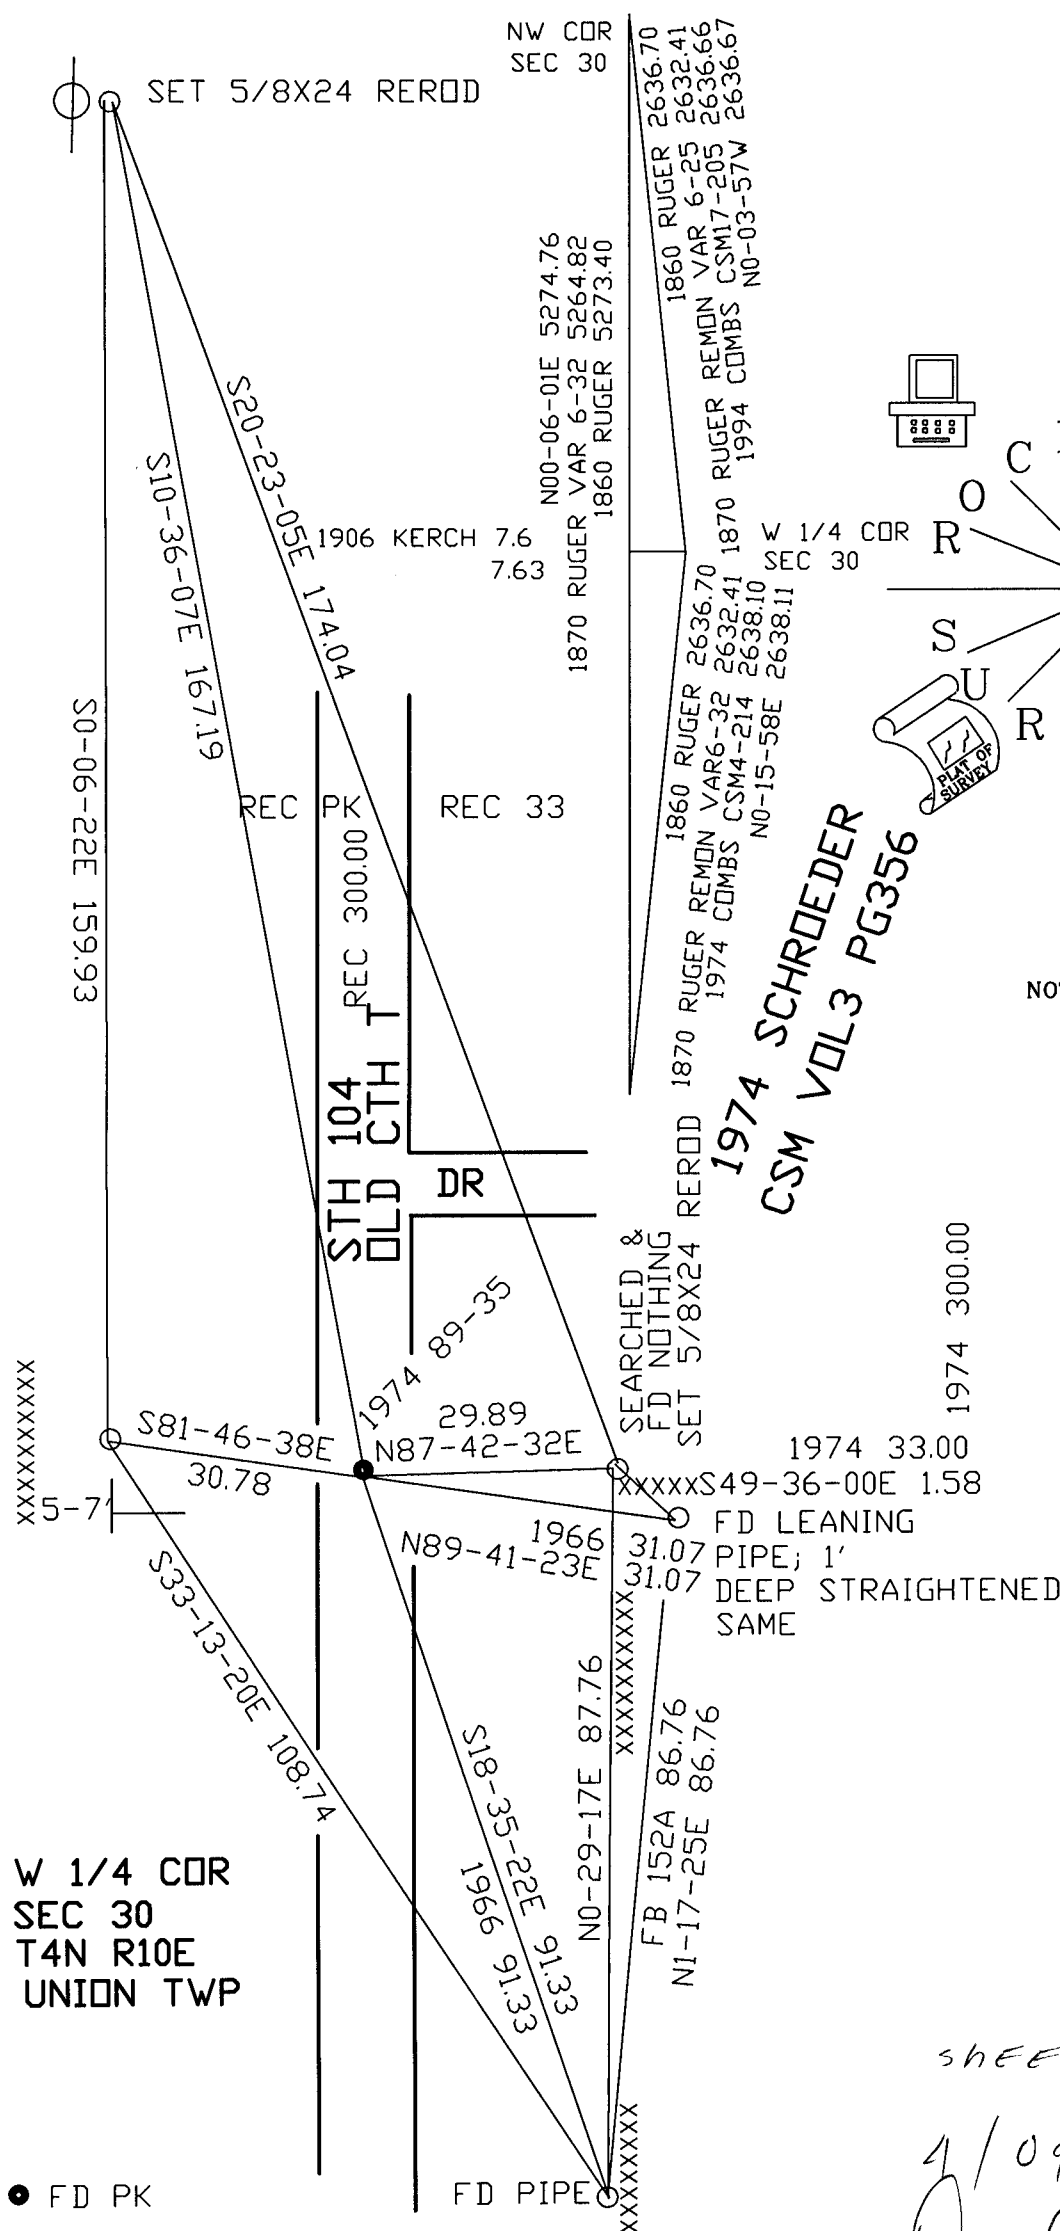 NW COR
SEC 30
SET 5/8X24 REROD
1860 RUGER 2636.70
1870 RUGER REMON VAR 6-25 2632.41
1994 COMBS CSM17-205 2636.66
N0-03-57W 2636.67
N00-06-01E 5274.76
1870 RUGER VAR 6-32 5264.82
1860 RUGER 5273.40
S20-23-05E 174.04
S10-36-07E 167.19
1906 KERCH 7.6
7.63
W 1/4 COR
SEC 30
C
O
R
S
U
R
PLAT OF
SURVEY
1860 RUGER 2636.70
1870 RUGER REMON VAR6-32 2632.41
1974 COMBS CSM4-214 2638.10
N0-15-58E 2638.11
S0-06-22E 159.93
REC PK
REC 33
REC 300.00
1974 SCHROEDER
CSM VOL3 PG356
NO
STH 104
OLD CTH T
DR
SEARCHED &
FD NOTHING
SET 5/8X24 REROD
1974 300.00
1974 89-35
XXXXXXXXXX
S81-46-38E
30.78
29.89
N87-42-32E
1974 33.00
XXXXXS49-36-00E 1.58
XX5-7'
FD LEANING
PIPE; 1'
DEEP STRAIGHTENED
SAME
1966 31.07
N89-41-23E 31.07
XXXXXXXXXX
S33-13-20E 108.74
S18-35-22E 91.33
1966 91.33
N0-29-17E 87.76
FB 152A 86.76
N1-17-25E 86.76
W 1/4 COR
SEC 30
T4N R10E
UNION TWP
SHEE
FD PK
FD PIPE
XXXXXXXX